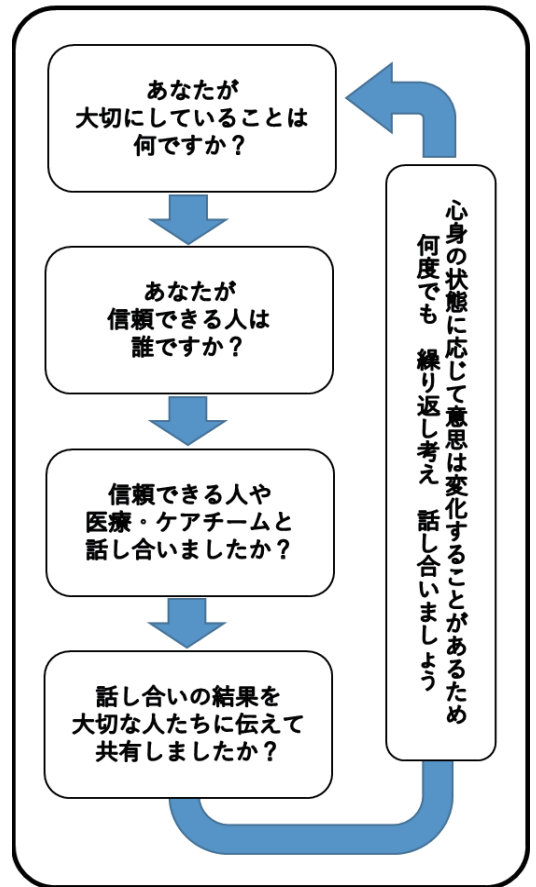 あなたが
大切にしていることは
何ですか？
あなたが
信頼できる人は
誰ですか？
信頼できる人や
医療・ケアチームと
話し合いましたか？
話し合いの結果を
大切な人たちに伝えて
共有しましたか？
心身の状態に応じて意思は変化することがあるため
何度でも　繰り返し考え　話し合いましょう